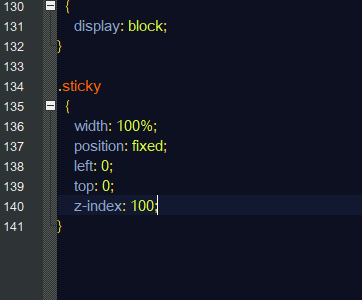 130 {
131 display: block;
132 }
133
134 .sticky
135 {
136 width: 100%;
137 position: fixed;
138 left: 0;
139 top: 0;
140 z-index: 100;
141 }